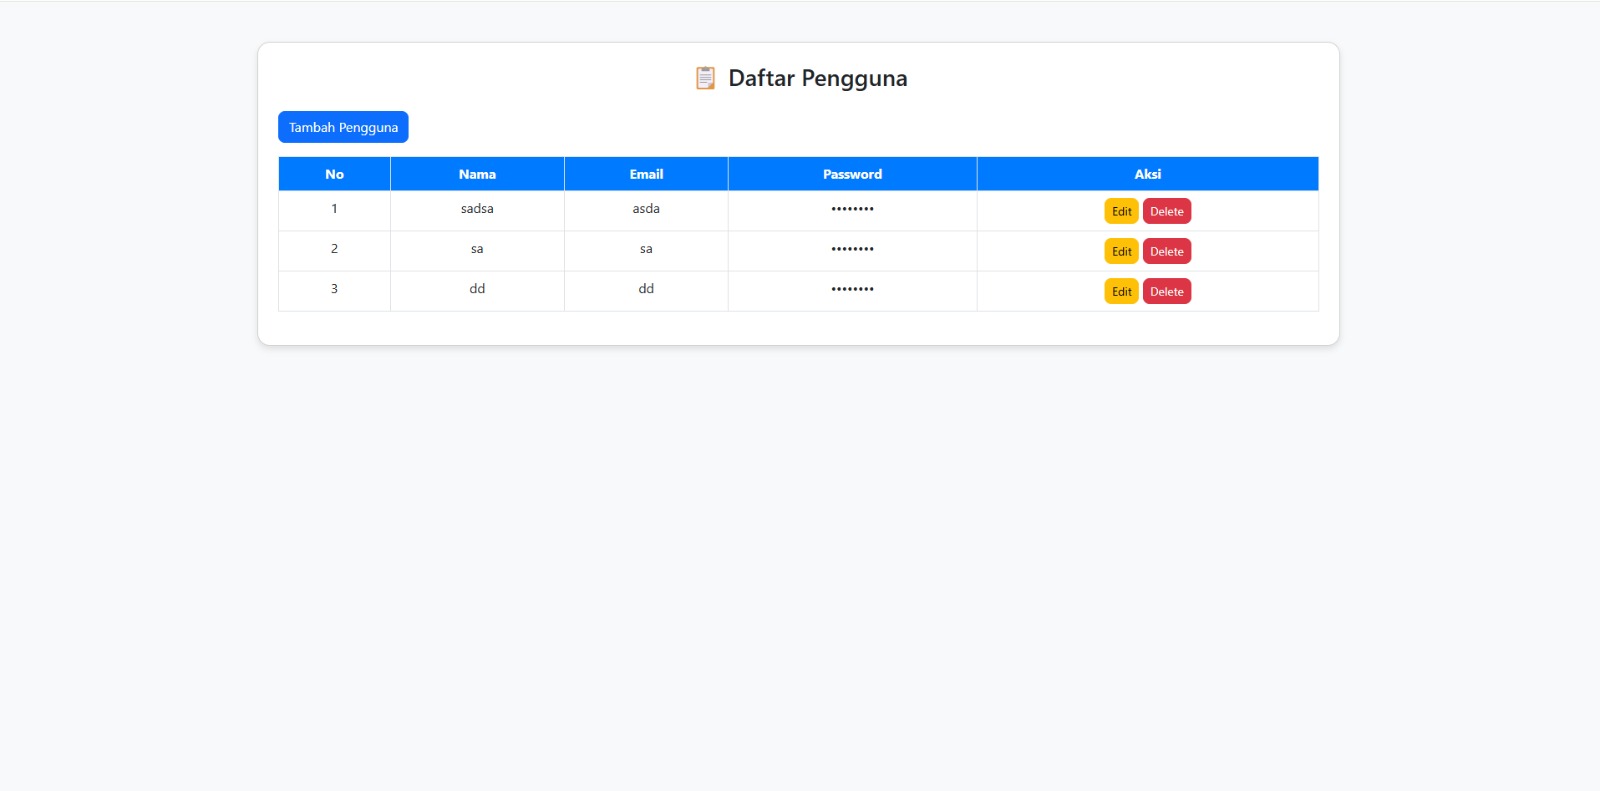 📋 Daftar Pengguna
Tambah Pengguna
No Nama Email Password Aksi
1 sadsa asda •••••••• Edit Delete
2 sa sa •••••••• Edit Delete
3 dd dd •••••••• Edit Delete